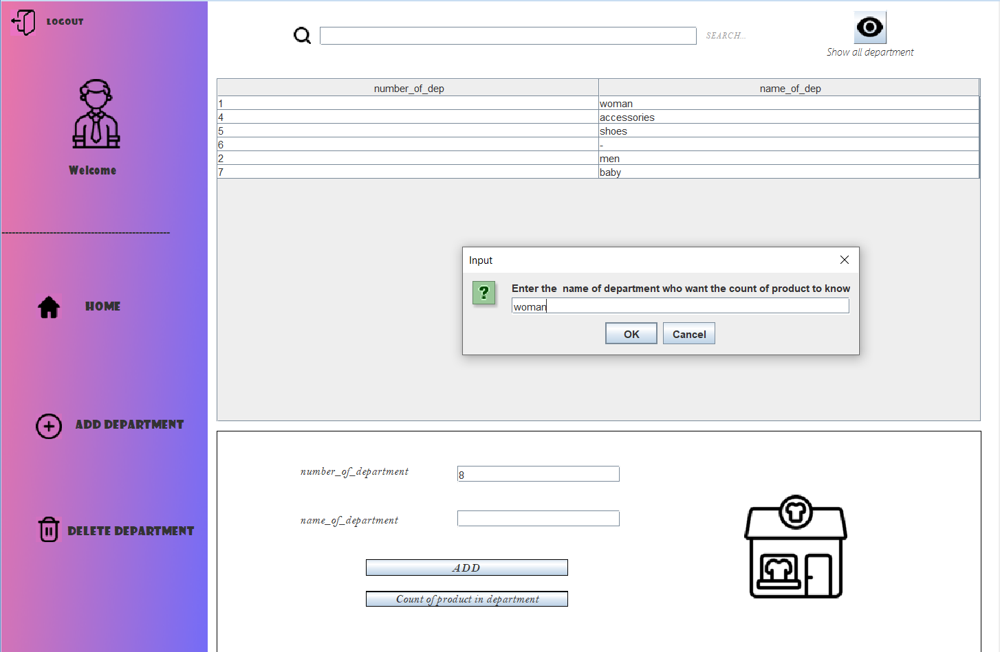 LOGOUT
SEARCH...
Show all department
Welcome
number_of_dep name_of_dep
1 woman
4 accessories
5 shoes
6 -
2 men
7 baby
------------------------------------------------
Input
? Enter the  name of department who want the count of product to know
woman
OK Cancel
HOME
ADD DEPARTMENT
DELETE DEPARTMENT
number_of_department 8
name_of_department
ADD
Count of product in department